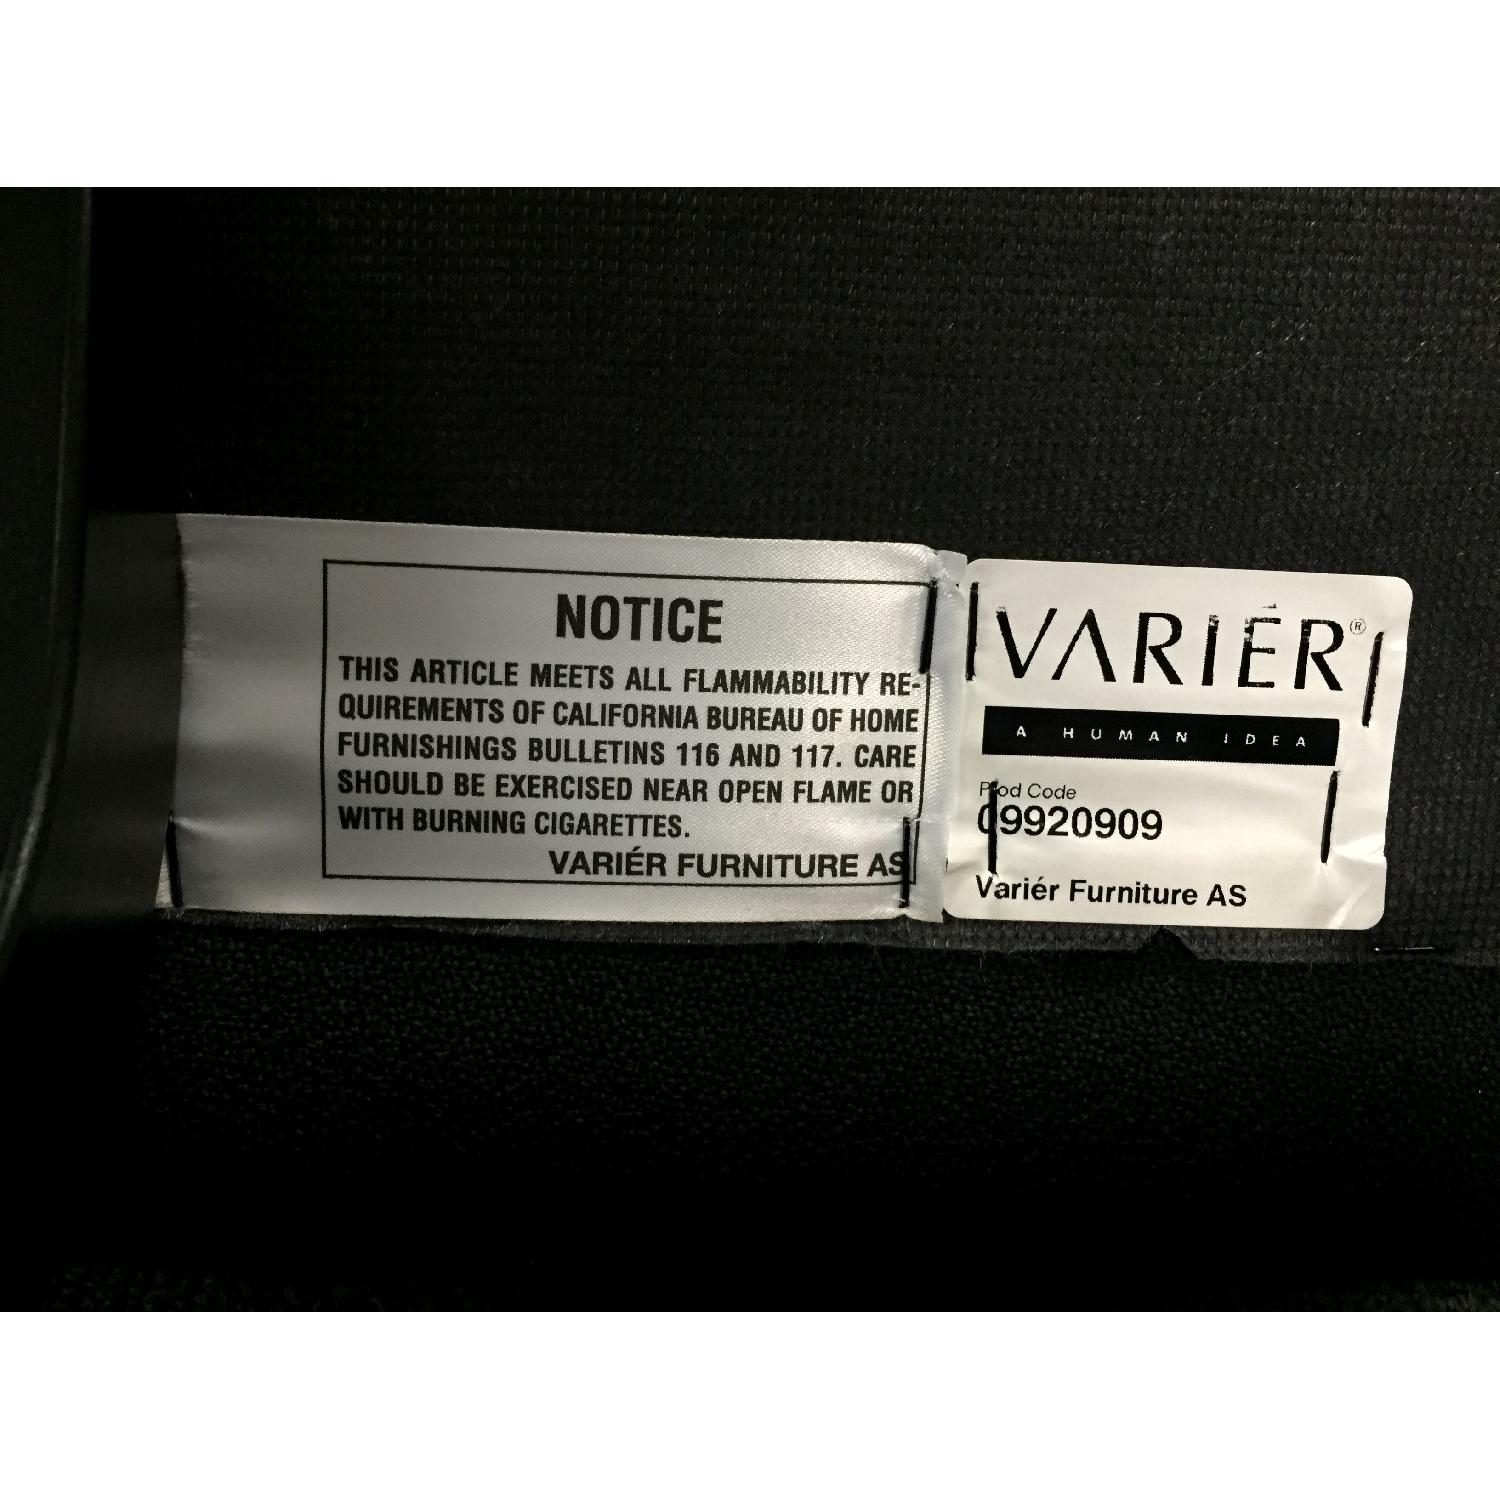 NOTICE
THIS ARTICLE MEETS ALL FLAMMABILITY RE-
QUIREMENTS OF CALIFORNIA BUREAU OF HOME
FURNISHINGS BULLETINS 116 AND 117. CARE
SHOULD BE EXERCISED NEAR OPEN FLAME OR
WITH BURNING CIGARETTES.
VARIÉR FURNITURE AS
VARIÉR®
A HUMAN IDEA
Prod Code
09920909
Variér Furniture AS